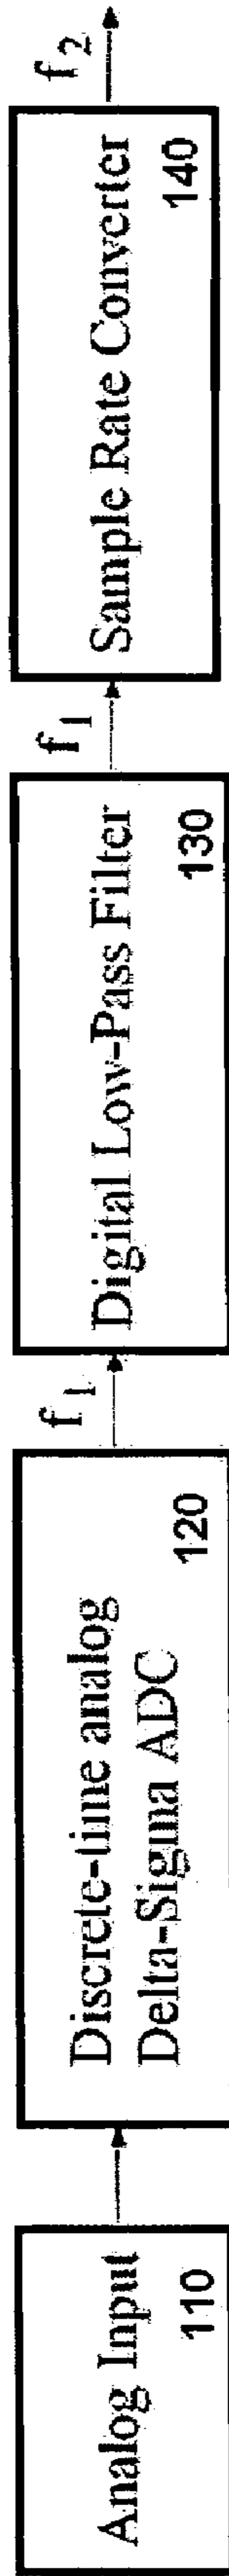 Analog Input
110
Discrete-time analog
Delta-Sigma ADC
120
f1
Digital Low-Pass Filter
130
f1
Sample Rate Converter
140
f2